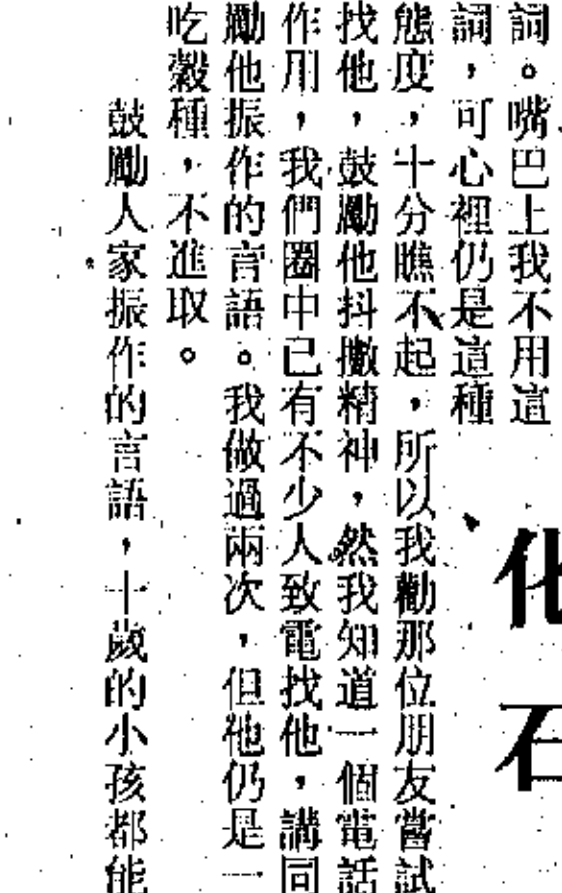 詞。嘴巴上我不用這
詞，可心裡仍是這種
態度，十分瞧不起，所以我勸那位朋友嘗試
找他，鼓勵他抖擻精神，然我知道一個電話
作用，我們圈中已有不少人致電找他，講同
勵他振作的言語。我做過兩次，但他仍是一
吃穀種，不進取。
鼓勵人家振作的言語，十歲的小孩都能
化石